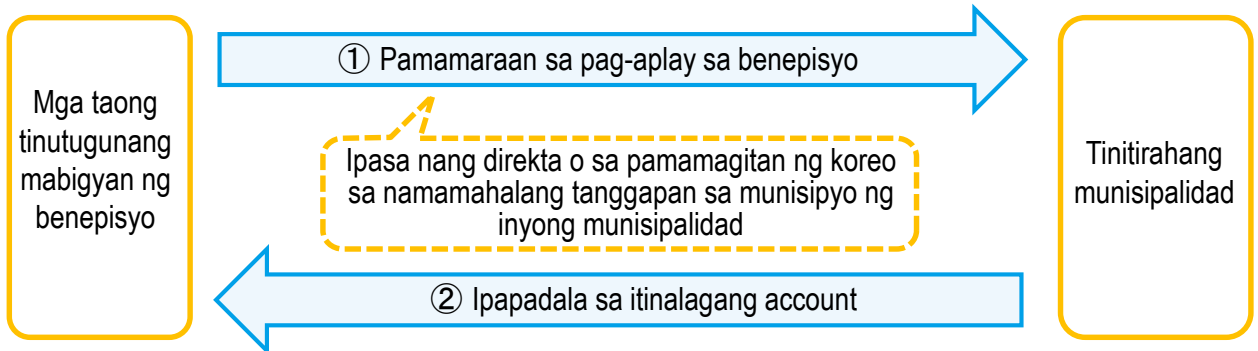 Mga taong
tinutugunang
mabigyan ng
benepisyo
① Pamamaraan sa pag-aplay sa benepisyo
Ipasa nang direkta o sa pamamagitan ng koreo
sa namamahalang tanggapan sa munisipyo ng
inyong munisipalidad
② Ipapadala sa itinalagang account
Tinitirahang
munisipalidad